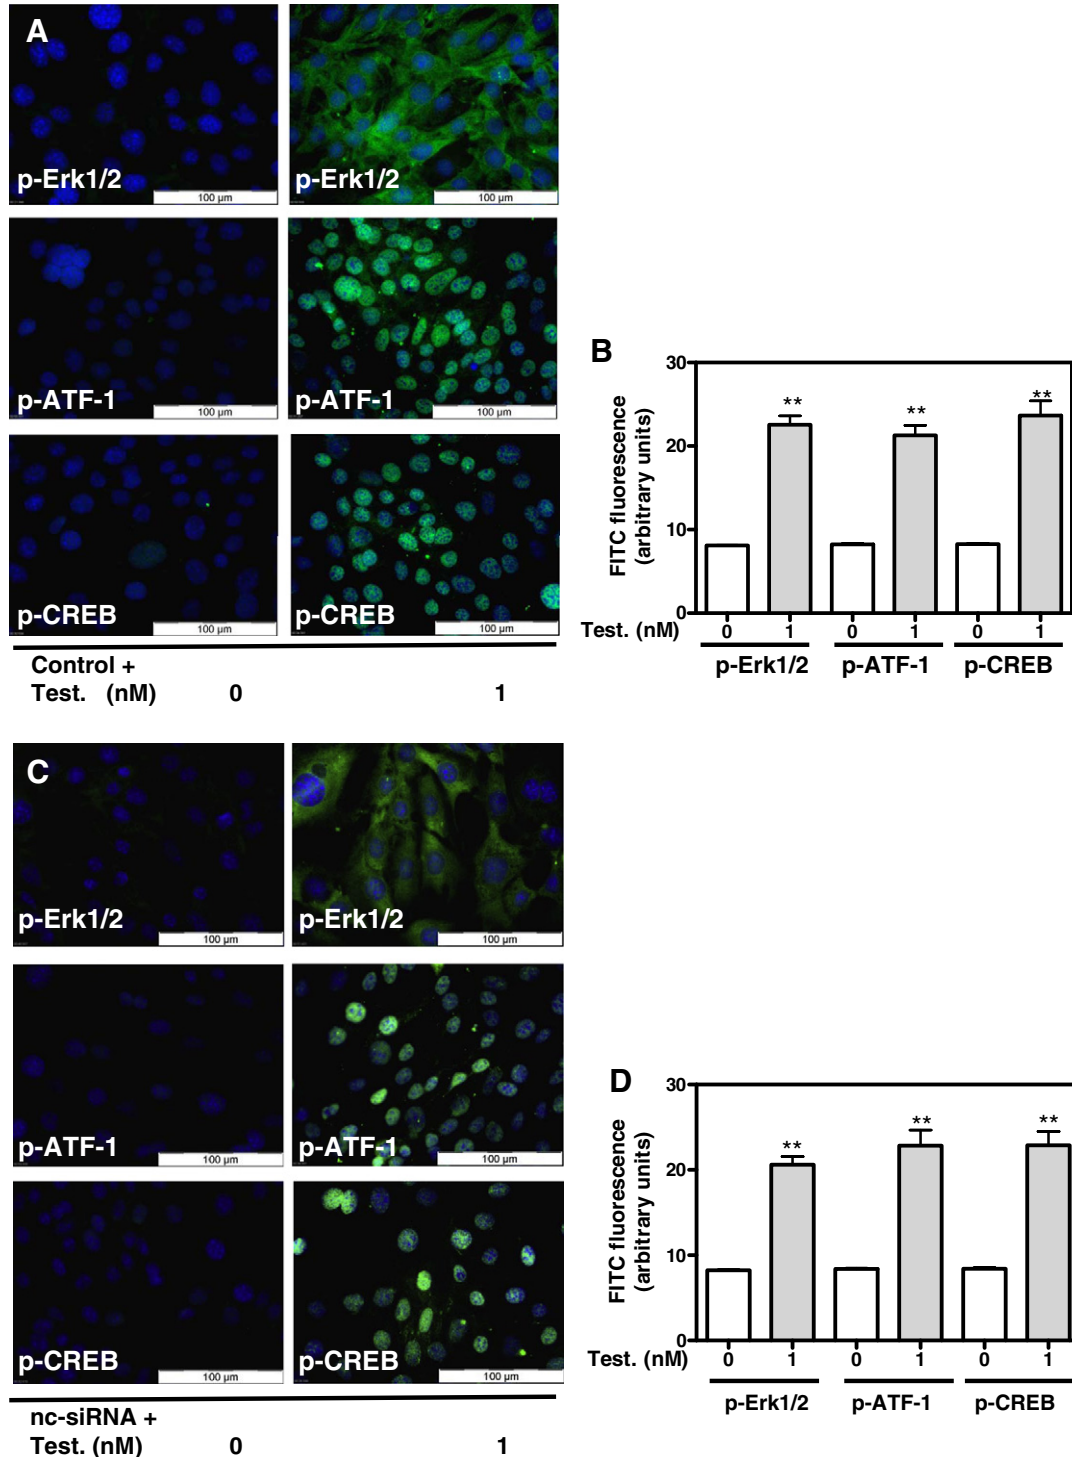 A
p-Erk1/2
100 µm
p-Erk1/2
100 µm
p-ATF-1
100 µm
p-ATF-1
100 µm
p-CREB
100 µm
p-CREB
100 µm
Control +
Test. (nM) 0 1
B
30
20
10
0
FITC fluorescence
(arbitrary units)
** ** **
Test. (nM) 0 1 0 1 0 1
p-Erk1/2 p-ATF-1 p-CREB
C
p-Erk1/2
100 µm
p-Erk1/2
100 µm
p-ATF-1
100 µm
p-ATF-1
100 µm
p-CREB
100 µm
p-CREB
100 µm
nc-siRNA +
Test. (nM) 0 1
D
30
20
10
0
FITC fluorescence
(arbitrary units)
** ** **
Test. (nM) 0 1 0 1 0 1
p-Erk1/2 p-ATF-1 p-CREB